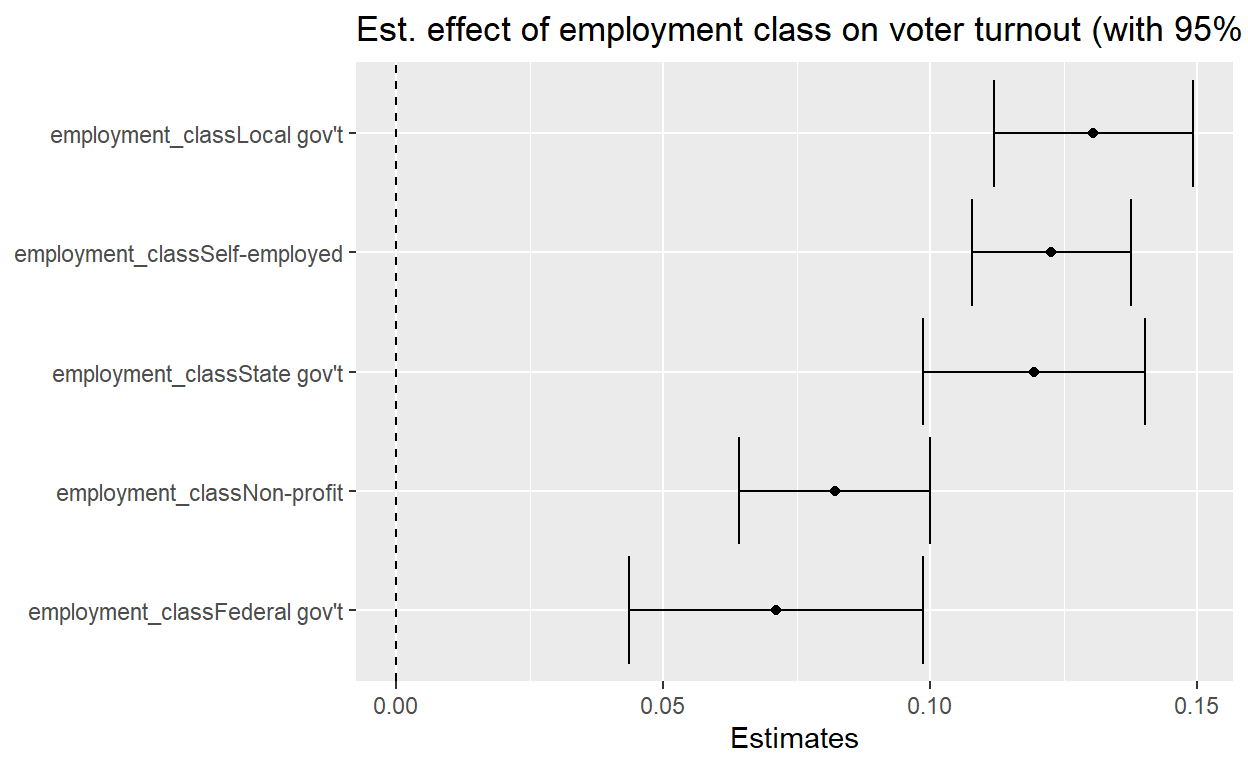 Est. effect of employment class on voter turnout (with 95%
employment_classLocal gov't
employment_classSelf-employed
employment_classState gov't
employment_classNon-profit
employment_classFederal gov't
0.00 0.05 0.10 0.15
Estimates